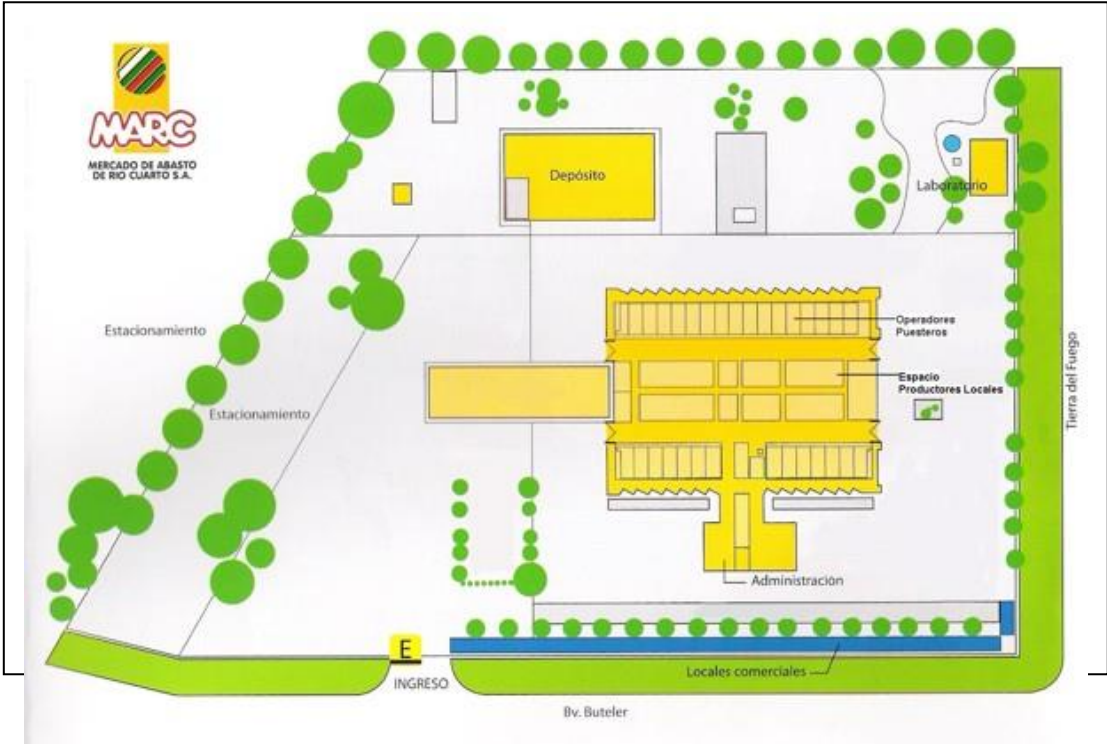 MARC
MERCADO DE ABASTO
DE RIO CUARTO S.A.
Depósito
Laboratorio
Operadores
Puesteros
Estacionamiento
Espacio
Productores Locales
Estacionamiento
Tierra del Fuego
Administración
E
INGRESO
Locales comerciales
Bv. Buteler